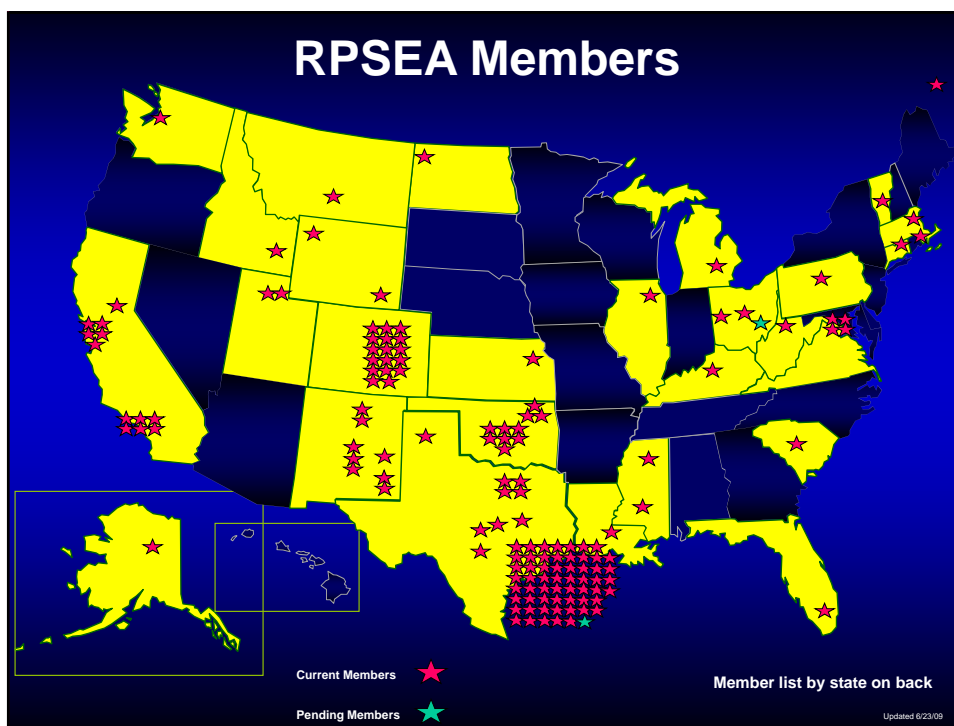 RPSEA Members
Current Members
Member list by state on back
Pending Members
Updated 6/23/09